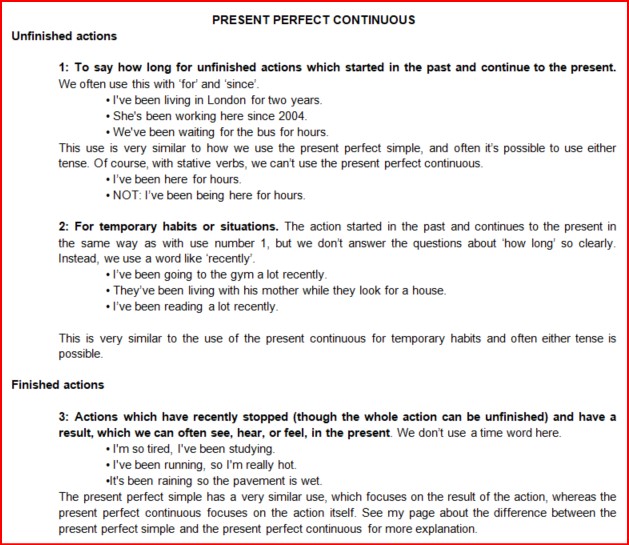 PRESENT PERFECT CONTINUOUS
Unfinished actions
1: To say how long for unfinished actions which started in the past and continue to the present.
We often use this with ‘for’ and ‘since’.
• I've been living in London for two years.
• She's been working here since 2004.
• We've been waiting for the bus for hours.
This use is very similar to how we use the present perfect simple, and often it's possible to use either
tense. Of course, with stative verbs, we can't use the present perfect continuous.
• I’ve been here for hours.
• NOT: I’ve been being here for hours.
2: For temporary habits or situations. The action started in the past and continues to the present in
the same way as with use number 1, but we don’t answer the questions about ‘how long’ so clearly.
Instead, we use a word like ‘recently’.
• I’ve been going to the gym a lot recently.
• They’ve been living with his mother while they look for a house.
• I’ve been reading a lot recently.
This is very similar to the use of the present continuous for temporary habits and often either tense is
possible.
Finished actions
3: Actions which have recently stopped (though the whole action can be unfinished) and have a
result, which we can often see, hear, or feel, in the present. We don’t use a time word here.
• I'm so tired, I've been studying.
• I've been running, so I'm really hot.
•It's been raining so the pavement is wet.
The present perfect simple has a very similar use, which focuses on the result of the action, whereas the
present perfect continuous focuses on the action itself. See my page about the difference between the
present perfect simple and the present perfect continuous for more explanation.